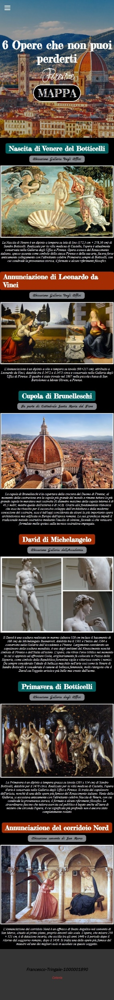 6 Opere che non puoi
perderti
Firenze
MAPPA
Nascita di Venere del Botticelli
Ubicazione: Galleria Degli Uffizi
La Nascita di Venere è un dipinto a tempera su tela di lino (172,5 cm × 278,50 cm) di
Sandro Botticelli. Realizzata per la villa medicea di Castello, l'opera è attualmente
conservata nella Galleria degli Uffizi a Firenze. Opera iconica del Rinascimento
italiano, spesso assunta come simbolo della stessa Firenze e della sua arte, faceva forse
anticamente collegamento con l'altrettanto celebre Primavera sempre di Botticelli, con
cui condivide la provenienza storica, il formato e alcuni riferimenti filosofici.
Annunciazione di Leonardo da
Vinci
Ubicazione: Galleria Degli Uffizi
L'Annunciazione è un dipinto a olio e tempera su tavola (98×217 cm), attribuito a
Leonardo da Vinci, databile tra il 1472 e il 1475 circa e conservato nella Galleria degli
Uffizi di Firenze. Il quadro è stato trovato nel 1867 nella piccola chiesa di San
Bartolomeo a Monte Oliveto, a Firenze.
Cupola di Brunelleschi
Fa parte di: Cattedrale Santa Maria del Fiore
La cupola di Brunelleschi è la copertura della crociera del Duomo di Firenze; al
momento della costruzione era la cupola più grande del mondo e rimane tuttora la più
grande cupola in muratura mai costruita (il diametro massimo della cupola interna è di
45,5 metri, mentre quello dell'esterna è di 54,8). Grazie alla fondamentale rilevanza
che essa ha rivestito per il successivo sviluppo dell'architettura e della moderna
concezione del costruire, essa è tutt'oggi considerata da alcuni la più importante opera
architettonica mai edificata in Europa dall'epoca romana. La sua grandezza impedì il
tradizionale metodo costruttivo mediante l'ausilio di cèntine, facendo sì che venissero
formulate molte ipotesi sulla tecnica costruttiva impiegata.
David di Michelangelo
Ubicazione: Galleria dell'Accademia
Il David è una scultura realizzata in marmo (altezza 520 cm incluso il basamento di
108 cm) da Michelangelo Buonarroti, databile tra il 1501 e l'inizio del 1504 e
conservata nella Galleria dell'Accademia a Firenze. Largamente considerato un
capolavoro della scultura mondiale, è uno degli emblemi del Rinascimento nonché
simbolo di Firenze e dell'Italia all'estero. L'opera, che ritrae l'eroe biblico nel momento
in cui si appresta ad affrontare Golia, originariamente fu collocata in Piazza della
Signoria, come simbolo della Repubblica fiorentina vigile e vittoriosa contro i nemici.
Da sempre considerato l'ideale di bellezza maschile nell'arte così come la Venere di
Sandro Botticelli è considerata il canone di bellezza femminile, molti ritengono che il
David sia l'oggetto artistico più bello mai creato dall'uomo.
Primavera di Botticelli
Ubicazione: Galleria degli Uffizi
La Primavera è un dipinto a tempera grassa su tavola (203 x 314 cm) di Sandro
Botticelli, databile per il 1478 circa. Realizzata per la villa medicea di Castello, l'opera
d'arte è conservata nella Galleria degli Uffizi a Firenze. Si tratta del capolavoro
dell'artista, nonché di una delle opere più famose del Rinascimento italiano. Vanto della
Galleria, si accostava anticamente con l'altrettanto celebre Nascita di Venere, con cui
condivide la provenienza storica, il formato e alcuni riferimenti filosofici. Lo
straordinario fascino che tuttora esercita sul pubblico è legato anche all'aura di
mistero che circonda l'opera, il cui significato più profondo non è ancora stato
completamente svelato
Annunciazione del corridoio Nord
Ubicazione: convento di San Marco
L'Annunciazione del corridoio Nord è un affresco di Beato Angelico nel convento di
San Marco, situato al primo piano, proprio davanti alle scale. L'opera, che misura 230
× 321 cm, è di datazione incerta, che oscilla tra gli anni 1440 e il periodo dopo il
ritorno dal soggiorno romano, dopo il 1450. Si tratta una delle opere più famose del
maestro ed uno dei migliori esiti in assoluto su questo soggetto.
Francesco-Tringale-1000001890
Catania